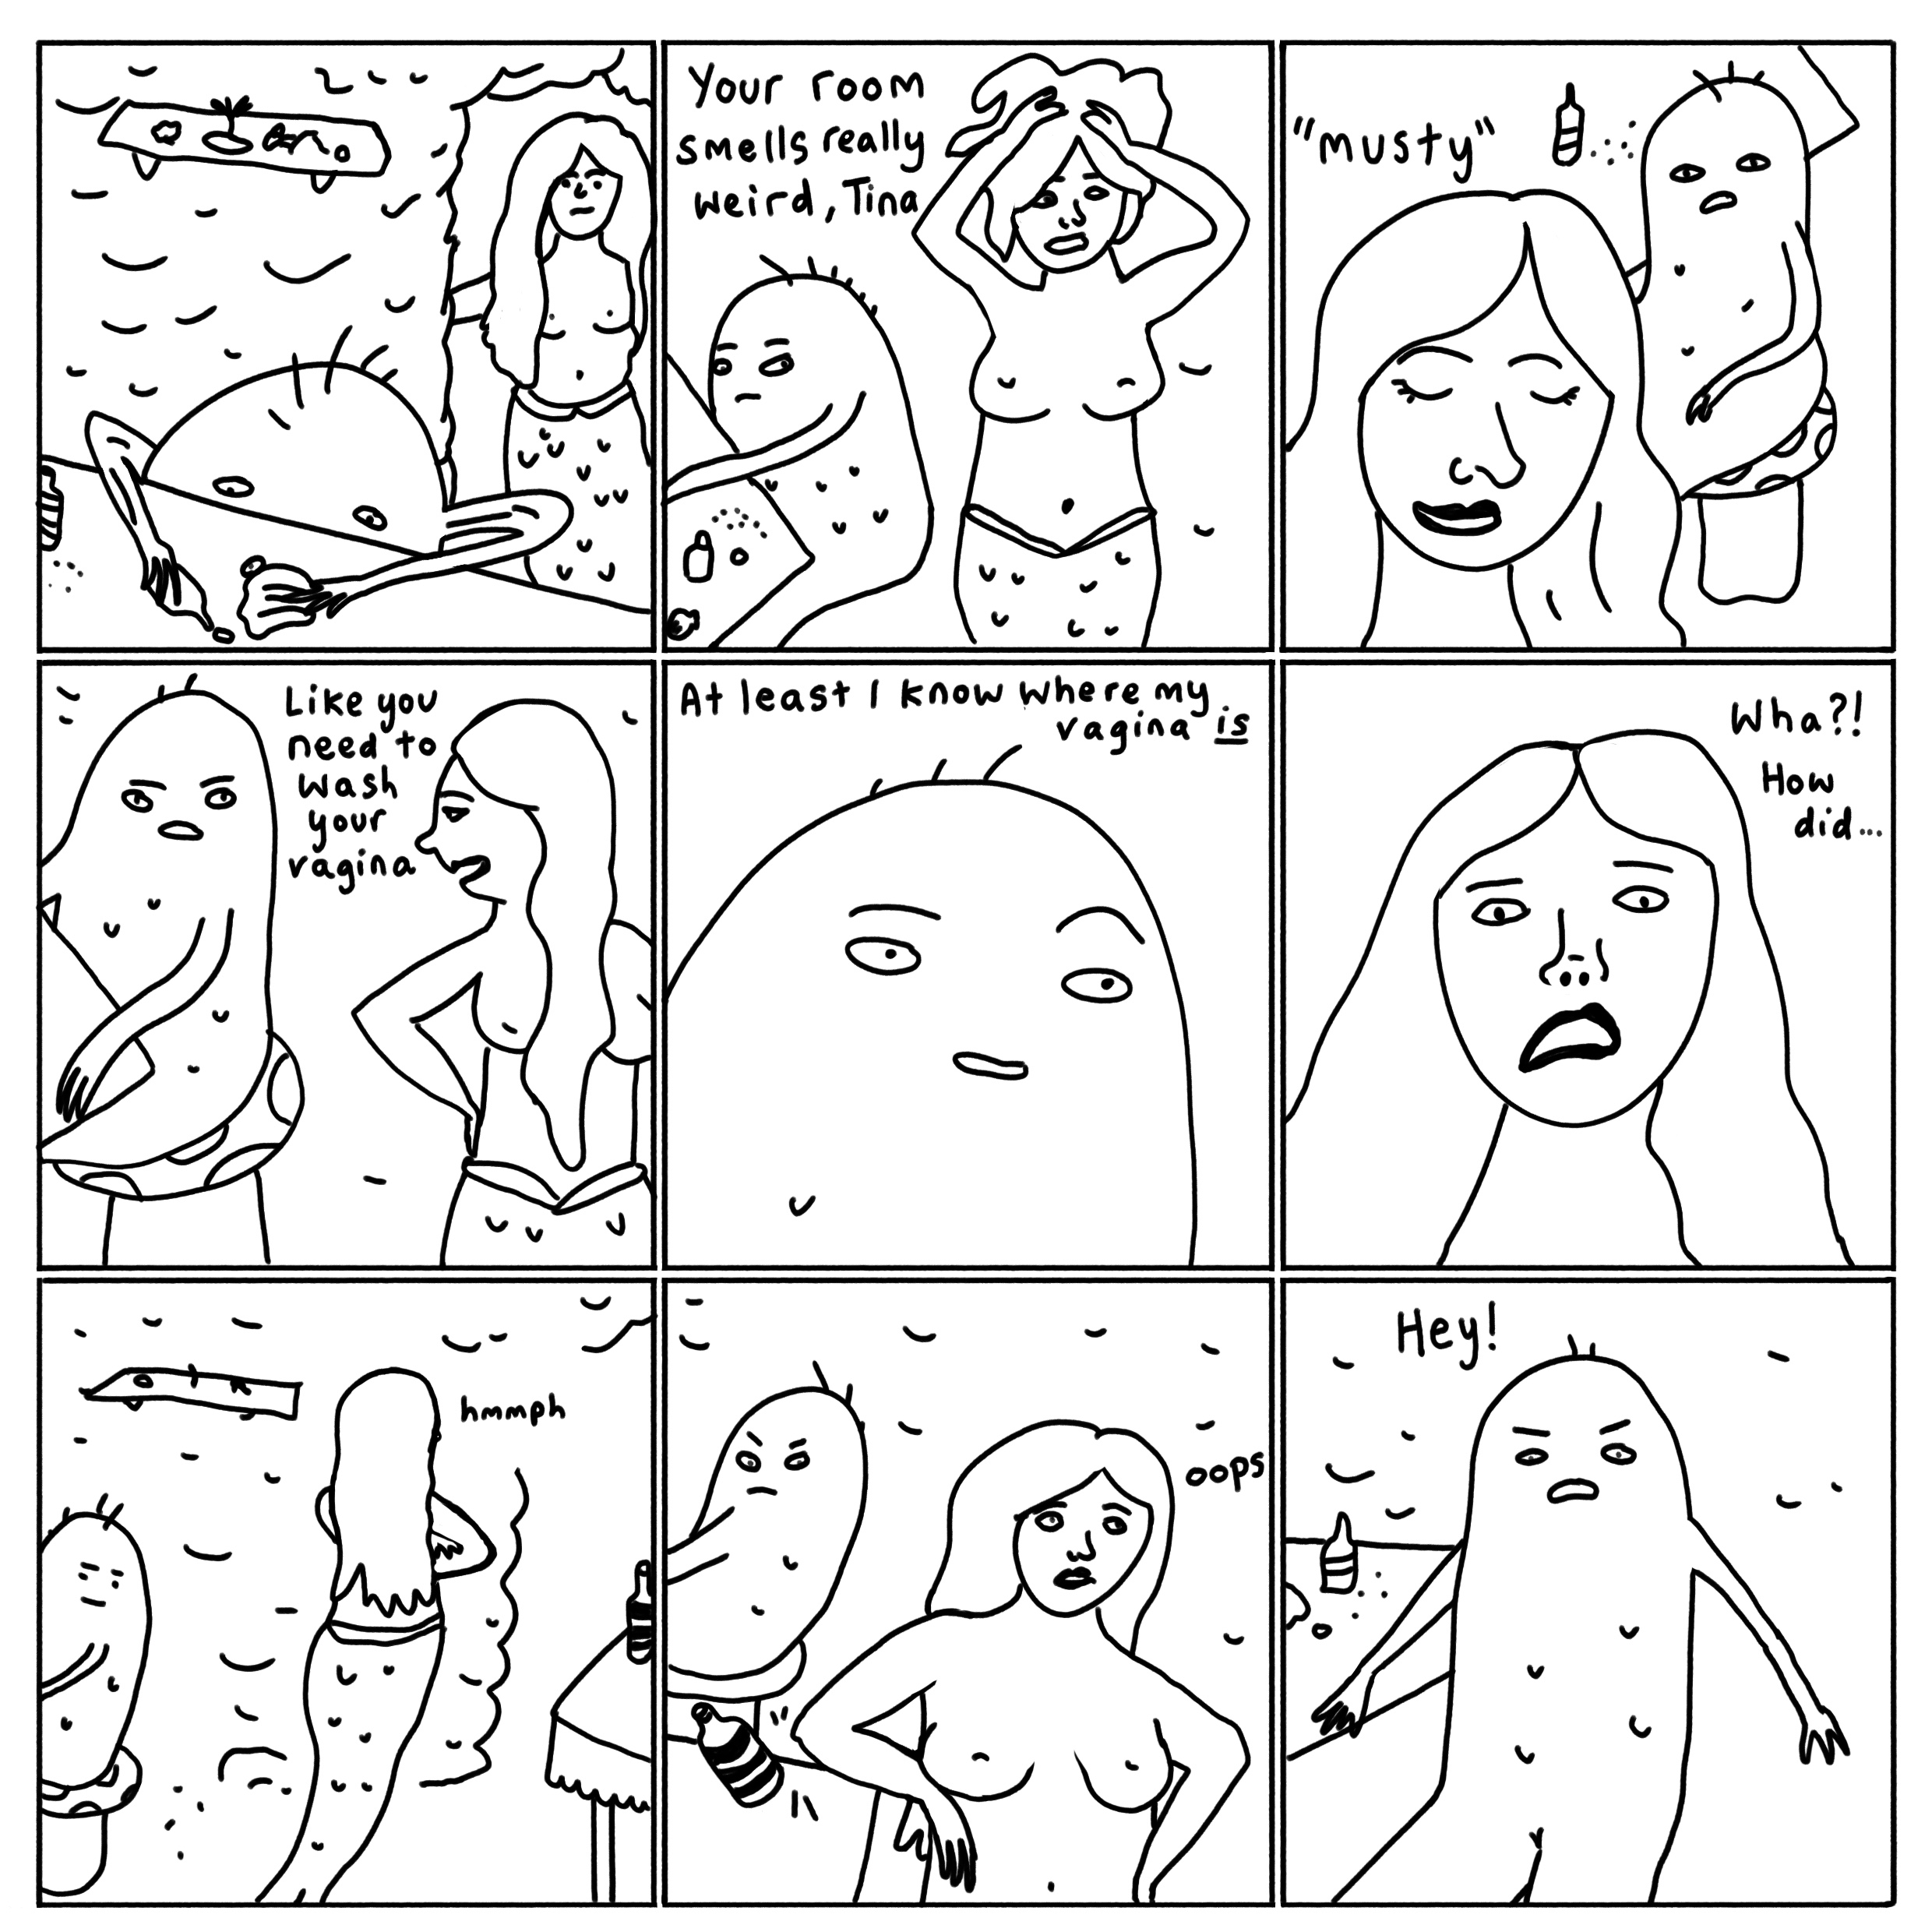 Your room
smells really
weird, Tina
"musty"
Like you
need to
wash
your
vagina
At least I know where my
vagina is
Wha?!
How
did...
hmmph
oops
Hey!